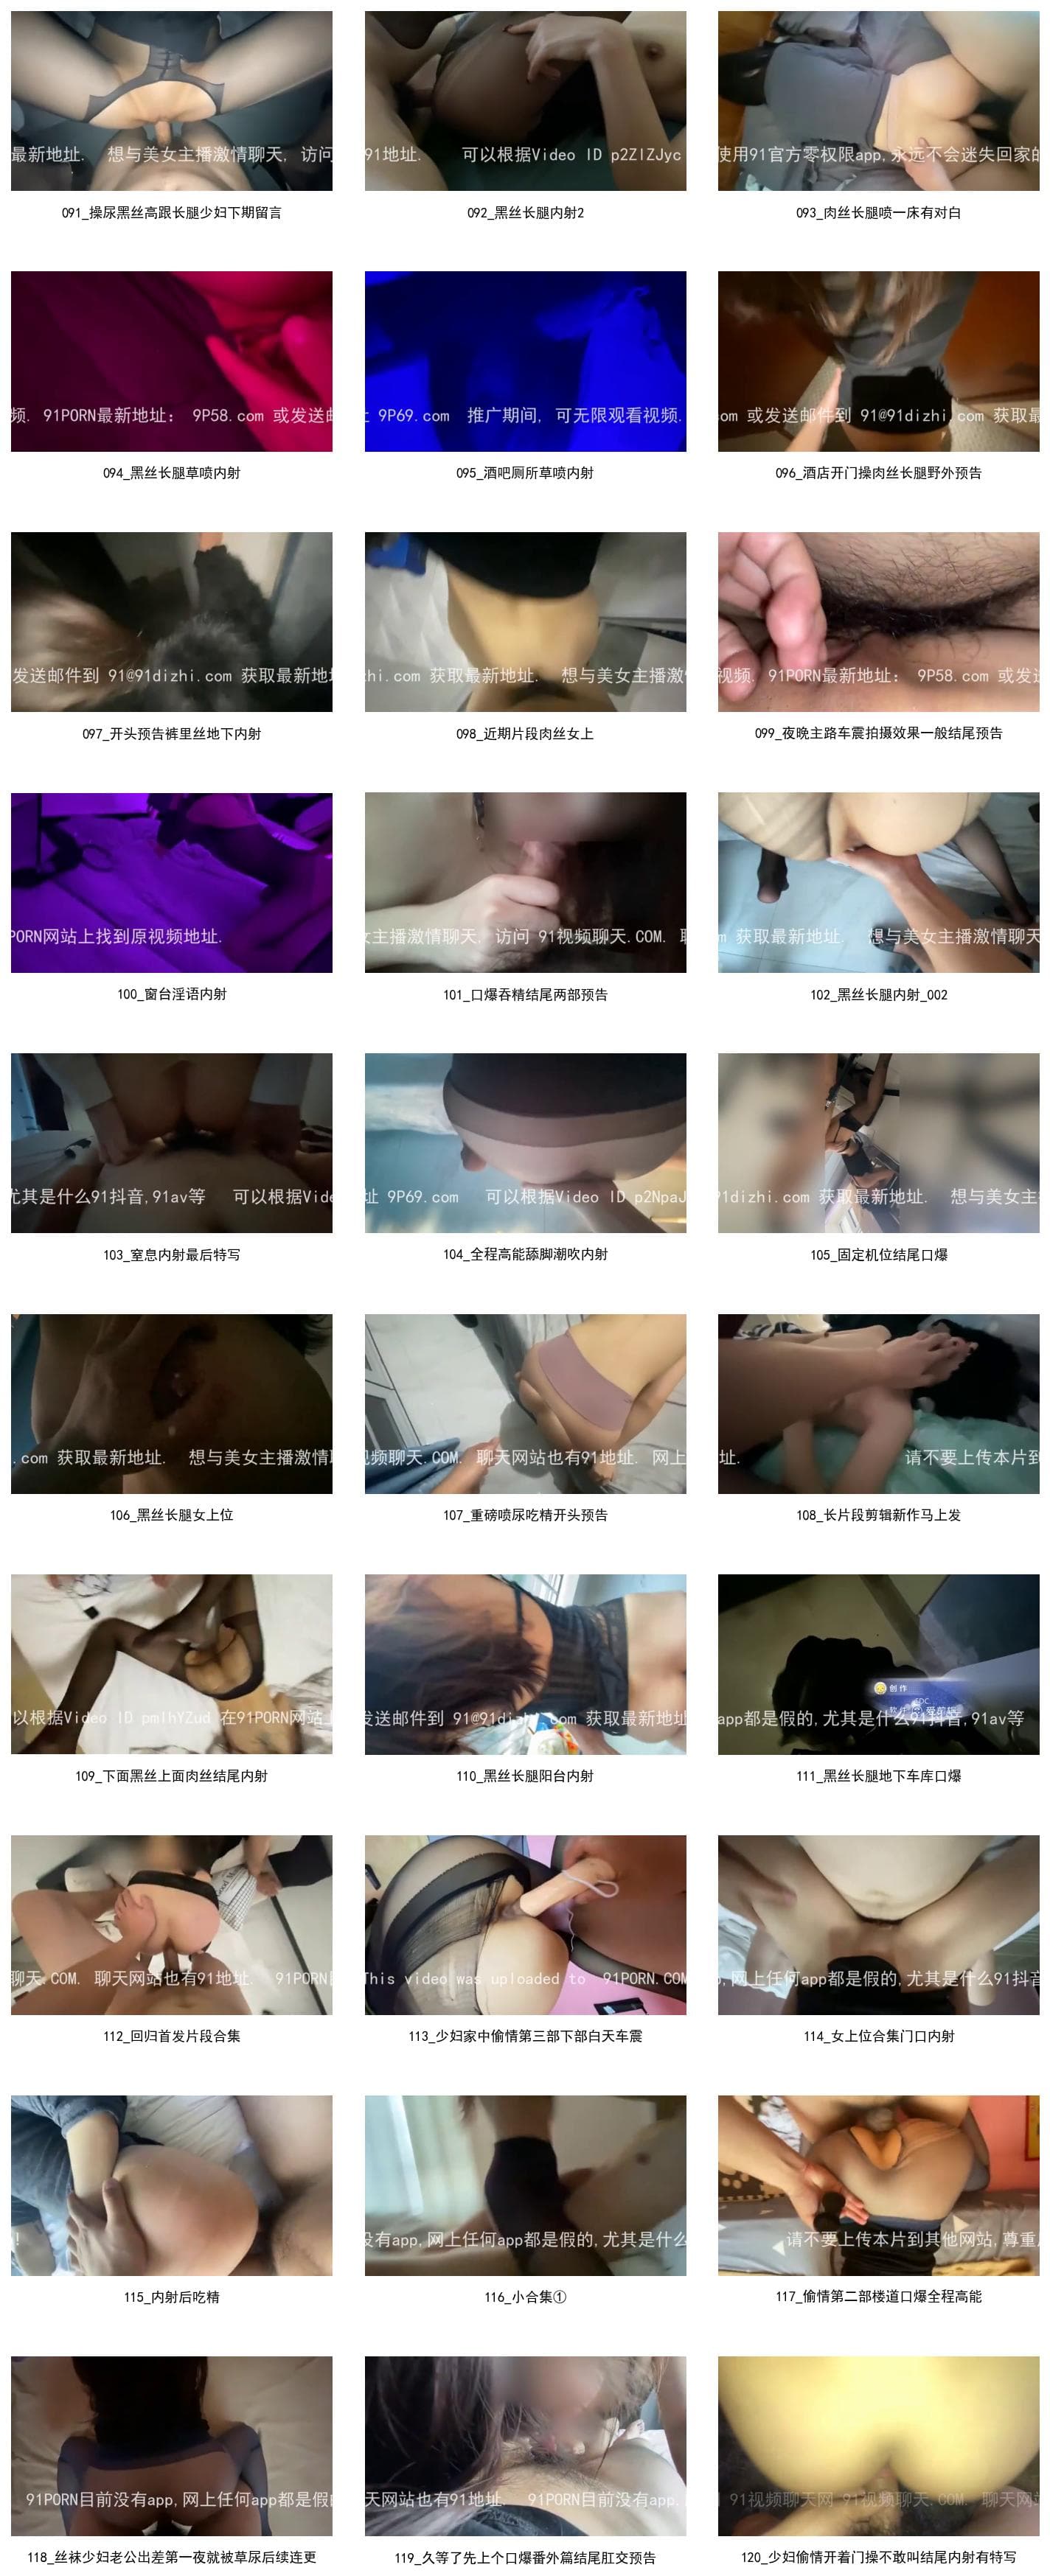 最新地址. 想与美女主播激情聊天, 访问
91地址. 可以根据Video ID p2ZlZJyc
使用91官方零权限app,永远不会迷失回家的
091_操尿黑丝高跟长腿少妇下期留言
092_黑丝长腿内射2
093_肉丝长腿喷一床有对白
频. 91PORN最新地址: 9P58.com 或发送邮
9P69.com 推广期间, 可无限观看视频.
om 或发送邮件到 91@91dizhi.com 获取最
094_黑丝长腿草喷内射
095_酒吧厕所草喷内射
096_酒店开门操肉丝长腿野外预告
发送邮件到 91@91dizhi.com 获取最新地
zhi.com 获取最新地址. 想与美女主播激
视频. 91PORN最新地址: 9P58.com 或发
097_开头预告裤里丝地下内射
098_近期片段肉丝女上
099_夜晚主路车震拍摄效果一般结尾预告
PORN网站上找到原视频地址.
女主播激情聊天, 访问 91视频聊天.COM.
m 获取最新地址. 想与美女主播激情聊天
100_窗台淫语内射
101_口爆吞精结尾两部预告
102_黑丝长腿内射_002
尤其是什么91抖音,91av等 可以根据Vide
址 9P69.com 可以根据Video ID p2NpaJ
91dizhi.com 获取最新地址. 想与美女主
103_窒息内射最后特写
104_全程高能舔脚潮吹内射
105_固定机位结尾口爆
.com 获取最新地址. 想与美女主播激情
视频聊天.COM. 聊天网站也有91地址. 网上
址. 请不要上传本片到
106_黑丝长腿女上位
107_重磅喷尿吃精开头预告
108_长片段剪辑新作马上发
以根据Video ID pmlhYZud 在91PORN网站
发送邮件到 91@91dizhi.com 获取最新地址
创作
app都是假的,尤其是什么91抖音,91av等
109_下面黑丝上面肉丝结尾内射
110_黑丝长腿阳台内射
111_黑丝长腿地下车库口爆
聊天.COM. 聊天网站也有91地址. 91PORN
This video was uploaded to 91PORN.COM
,网上任何app都是假的,尤其是什么91抖音
112_回归首发片段合集
113_少妇家中偷情第三部下部白天车震
114_女上位合集门口内射
!
没有app,网上任何app都是假的,尤其是什么
请不要上传本片到其他网站,尊重
115_内射后吃精
116_小合集①
117_偷情第二部楼道口爆全程高能
91PORN目前没有app,网上任何app都是假
天网站也有91地址. 91PORN目前没有app,
91视频聊天网 91视频聊天.COM. 聊天网
118_丝袜少妇老公出差第一夜就被草尿后续连更
119_久等了先上个口爆番外篇结尾肛交预告
120_少妇偷情开着门操不敢叫结尾内射有特写